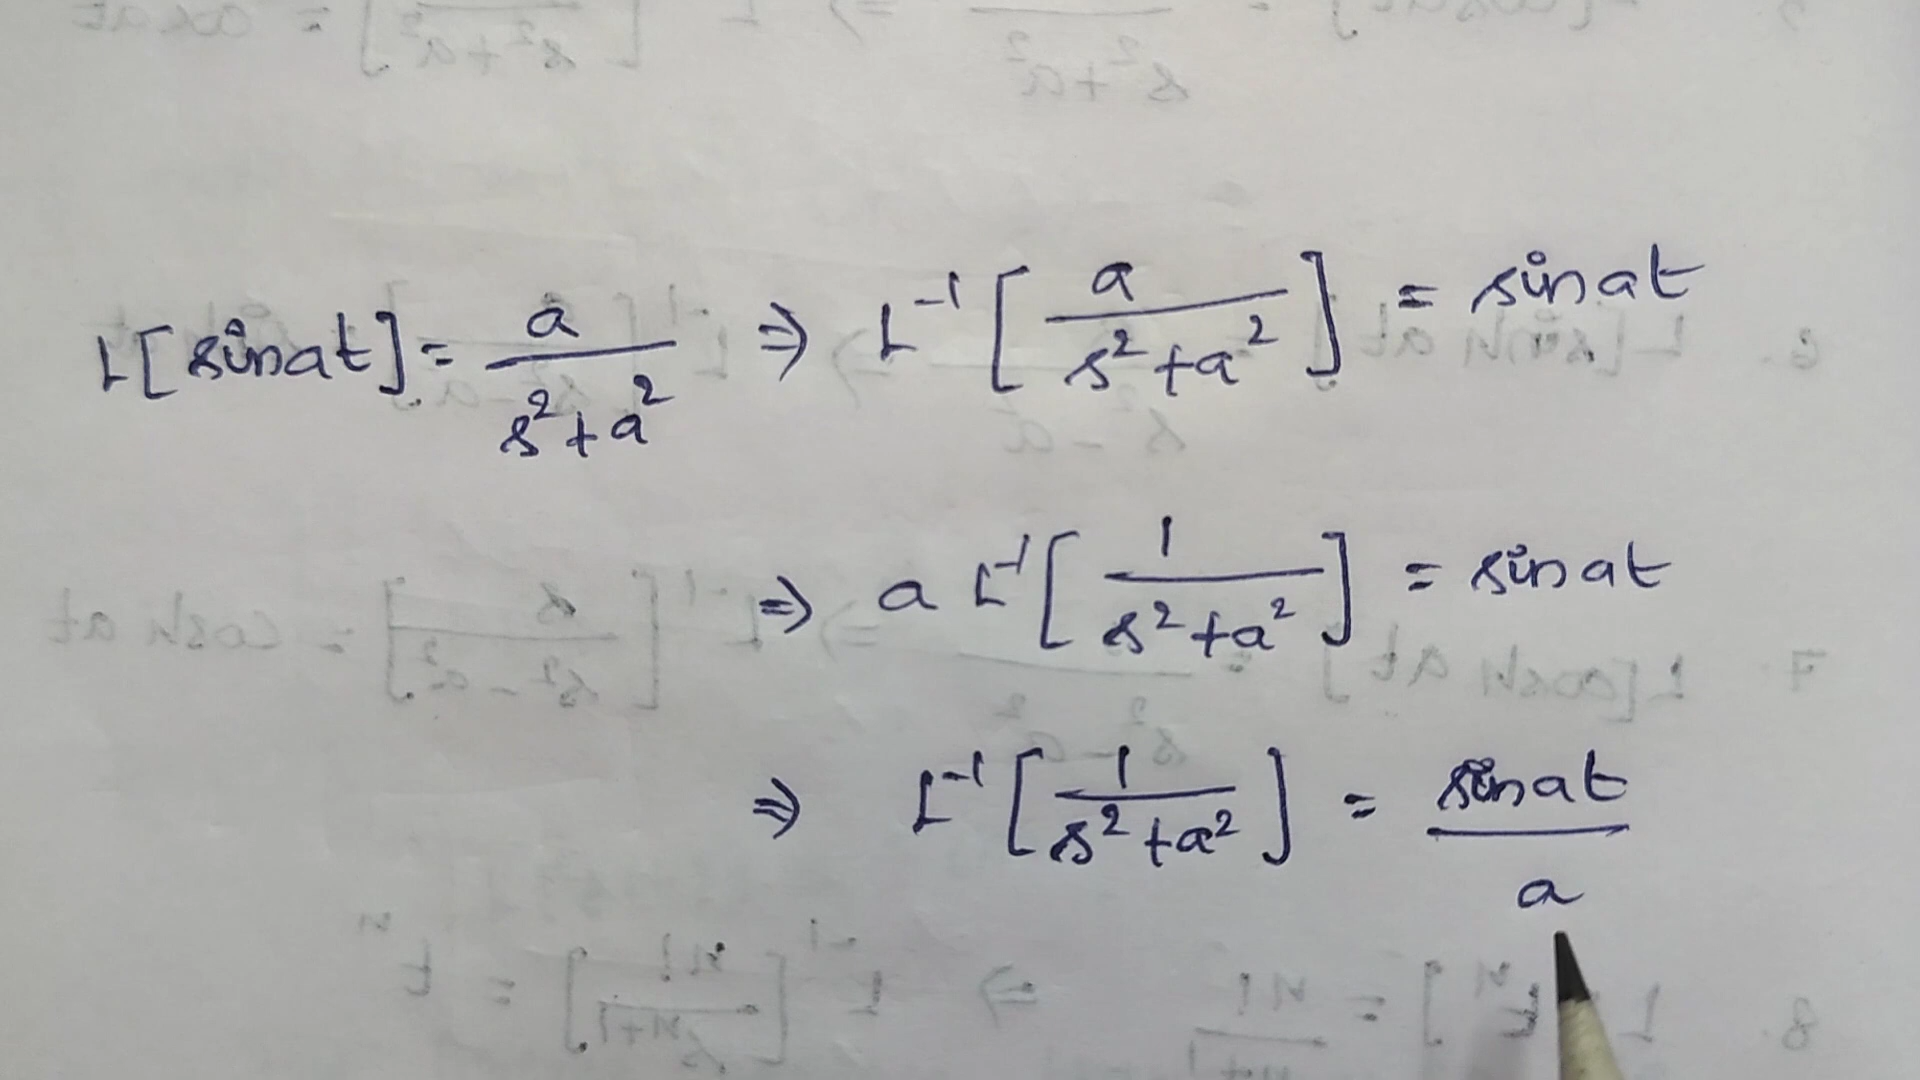 L[sin at] = a/(s²+a²) ⇒ L⁻¹[a/(s²+a²)] = sin at
⇒ a L⁻¹[1/(s²+a²)] = sin at
⇒ L⁻¹[1/(s²+a²)] = sin at/a